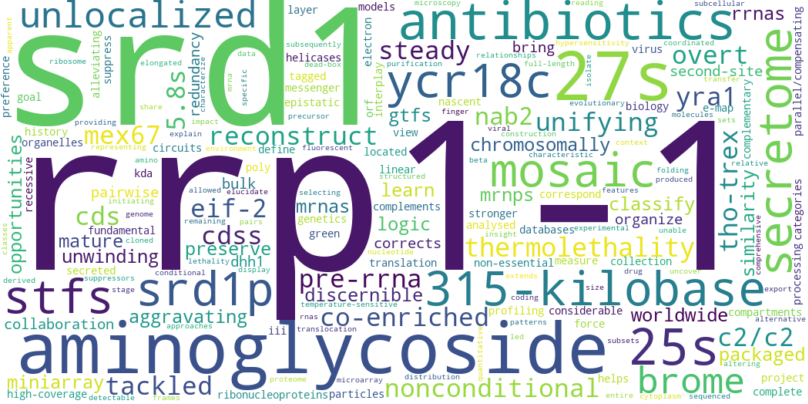 unlocalized
srd1
antibiotics
layer
models
microscopy
reading
subcellular
apparent
ribosome
elongated
data
subsequently
helicases
electron
steady
bring
rrnas
hypersensitivity
coordinated
virus
relationships
full-length
transfer
preference
share
mrna
dead-box
precursor
specific
impact
characterize
5.8s
alleviating
suppress
redundancy
tagged
messenger
epistatic
interplay
ycr18c
27s
overt
second-site
parallel/compensating
goal
orf
purification
isolate
evolutionary
biology
e-map
molecules
sets
yra1
providing
explain
mex67
reconstruct
gtfs
nascent
nab2
unifying
secretome
history
organelles
representing
environment
fluorescent
view
located
viral
finger
construction
context-
characteristic
beta
chromosomally
complementary
relative
opportunities
recessive
kda
amino
circuits
define
poly
linear
structured
folding
produced
mosaic
tho-trex
similarity
rrp1-1
pairwise
bulk
complements
selecting
elucidate
allowed
cds
fundamental
initiating
eif-2
mrnas
genetics
green
learn
mrnps
correspond
nucleotide
classify
organize
features
databases
experimental
unable
genome
cdss
mature
unwinding
secreted
cloned
remaining
pairs
preserve
dhh1
logic
corrects
translation
stronger
analysed
insight
non-essential
measure
collection
thermolethality
comprehensive
processing
categories
classes
derived
stage
suppressors
conditional
lethality
display
temperature-sensitive
pre-rrna
discernible
extends
drug
uncover
coding
size
stfs
srd1p
315-kilobase
compartments
export
alternative
collaboration
aggravating
co-enriched
profiling
considerable
worldwide
altering
approaches
rnas
iii
translocation
led
patterns
force
c2/c2
packaged
aminoglycoside
25s
miniarray
tackled
nonconditional
brome
helps
subsets
quantitative
high-coverage
detectable
frames
ribonucleoproteins
proteome
microarray
particles
distribution
entire
cytoplasm
sequenced
complete
project